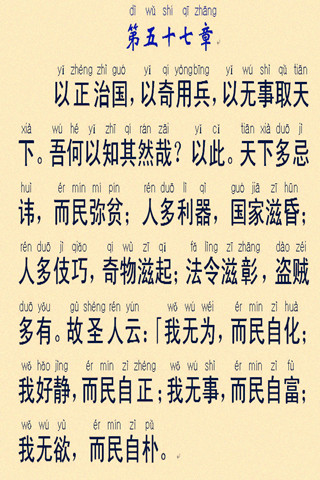 dì wǔ shí qī zhāng
第五十七章
yǐ zhéng zhì guó yǐ qí yòngbīng yǐ wú shì qǔ tiān
以正治国，以奇用兵，以无事取天
xià wú hé yǐ zhī qí rán zāi yǐ cǐ tiān xià duō jì
下。吾何以知其然哉？以此。天下多忌
huì ér mín mí pín rén duō lì qì guó jiā zī hūn
讳，而民弥贫；人多利器，国家滋昏；
rén duō jì qiǎo qí wù zī qǐ fǎ lìng zī zhāng dào zéi
人多伎巧，奇物滋起；法令滋彰，盗贼
duō yǒu gù shéng rén yún wǒ wú wéi ér mín zì huà
多有。故圣人云：「我无为，而民自化；
wǒ hào jìng ér mín zì zhéng wǒ wú shì ér mín zì fù
我好静，而民自正；我无事，而民自富；
wǒ wú yù ér mín zì pǔ
我无欲，而民自朴。